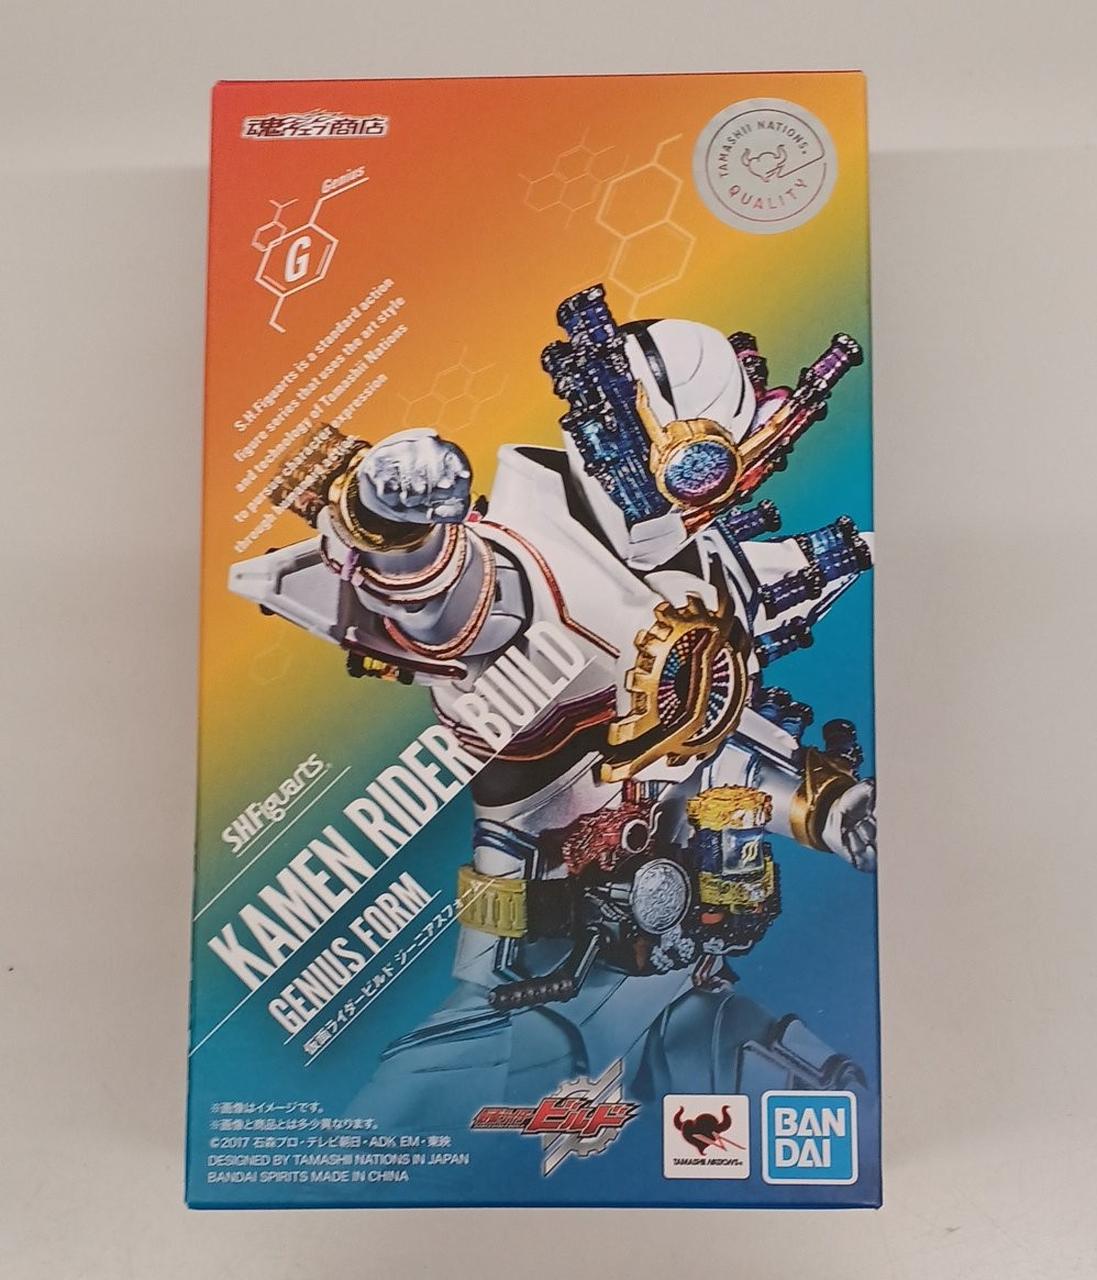 魂ウェブ商店
TAMASHII NATIONS®
QUALITY
Genius
G
S.H.Figuarts is a standard action
figure series that uses the art style
and technology of Tamashii Nations
to pursue character expression
through
S.H.Figuarts
KAMEN RIDER BUILD
GENIUS FORM
仮面ライダービルド ジーニアスフォーム
※画像はイメージです。
※画像と商品とは多少異なります。
©2017 石森プロ・テレビ朝日・ADK EM・東映
DESIGNED BY TAMASHII NATIONS IN JAPAN
BANDAI SPIRITS MADE IN CHINA
仮面ライダービルド
TAMASHII NATIONS®
BAN
DAI